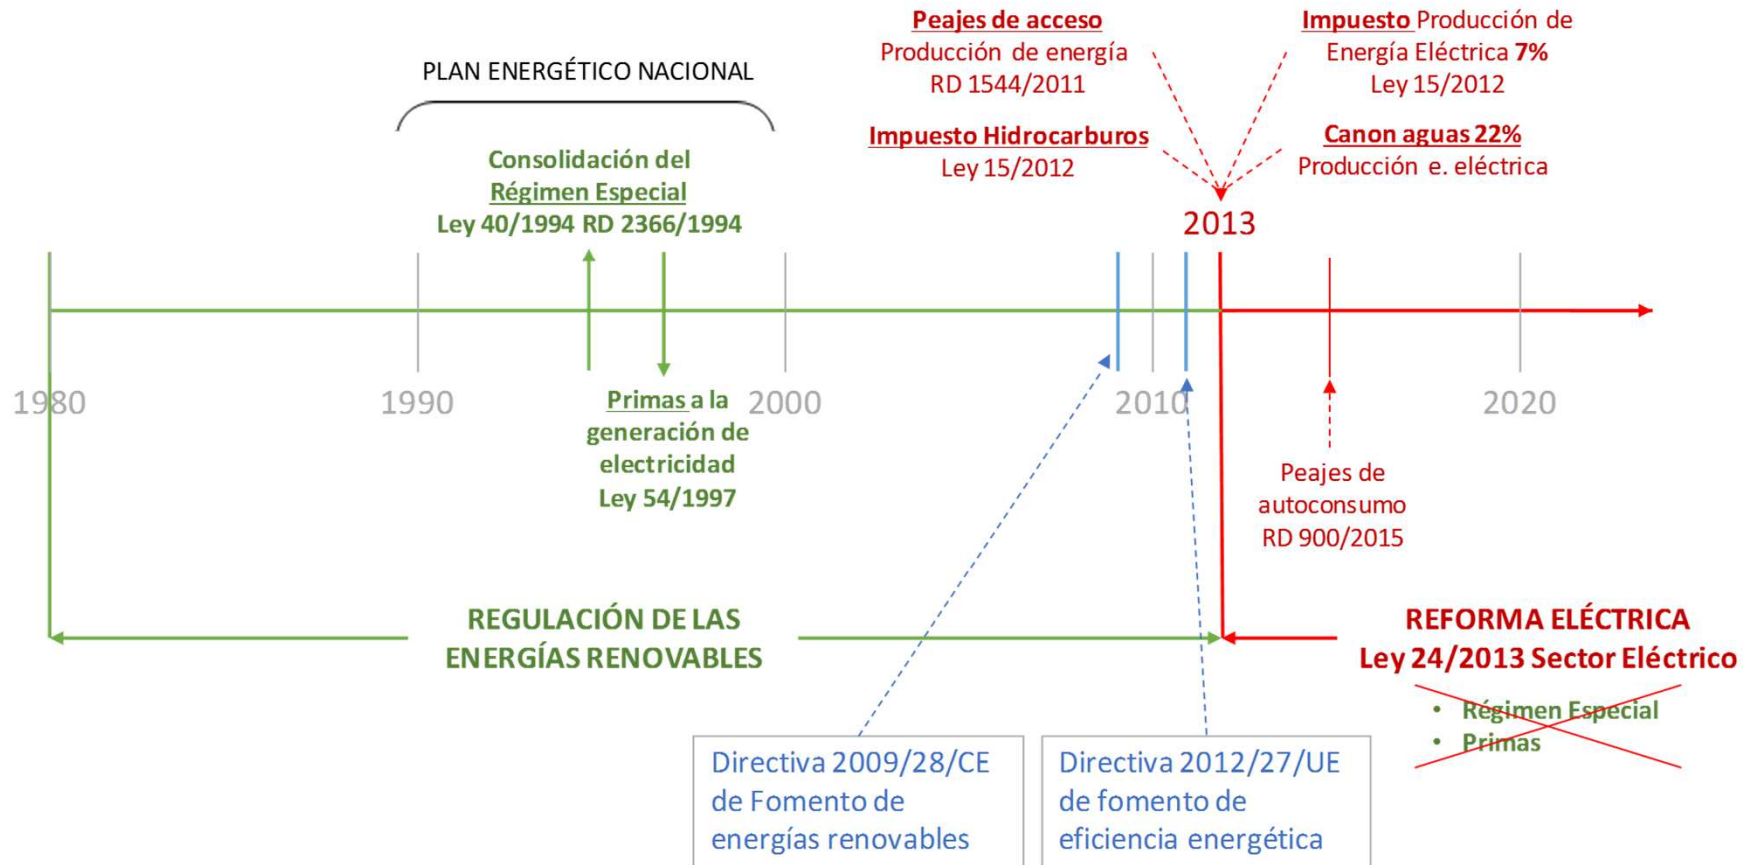 Peajes de acceso
Producción de energía
RD 1544/2011
Impuesto Producción de
Energía Eléctrica 7%
Ley 15/2012
PLAN ENERGÉTICO NACIONAL
Impuesto Hidrocarburos
Ley 15/2012
Canon aguas 22%
Producción e. eléctrica
Consolidación del
Régimen Especial
Ley 40/1994 RD 2366/1994
2013
1980
1990
2000
2010
2020
Primas a la
generación de
electricidad
Ley 54/1997
Peajes de
autoconsumo
RD 900/2015
REGULACIÓN DE LAS
ENERGÍAS RENOVABLES
REFORMA ELÉCTRICA
Ley 24/2013 Sector Eléctrico
• Régimen Especial
• Primas
Directiva 2009/28/CE
de Fomento de
energías renovables
Directiva 2012/27/UE
de fomento de
eficiencia energética